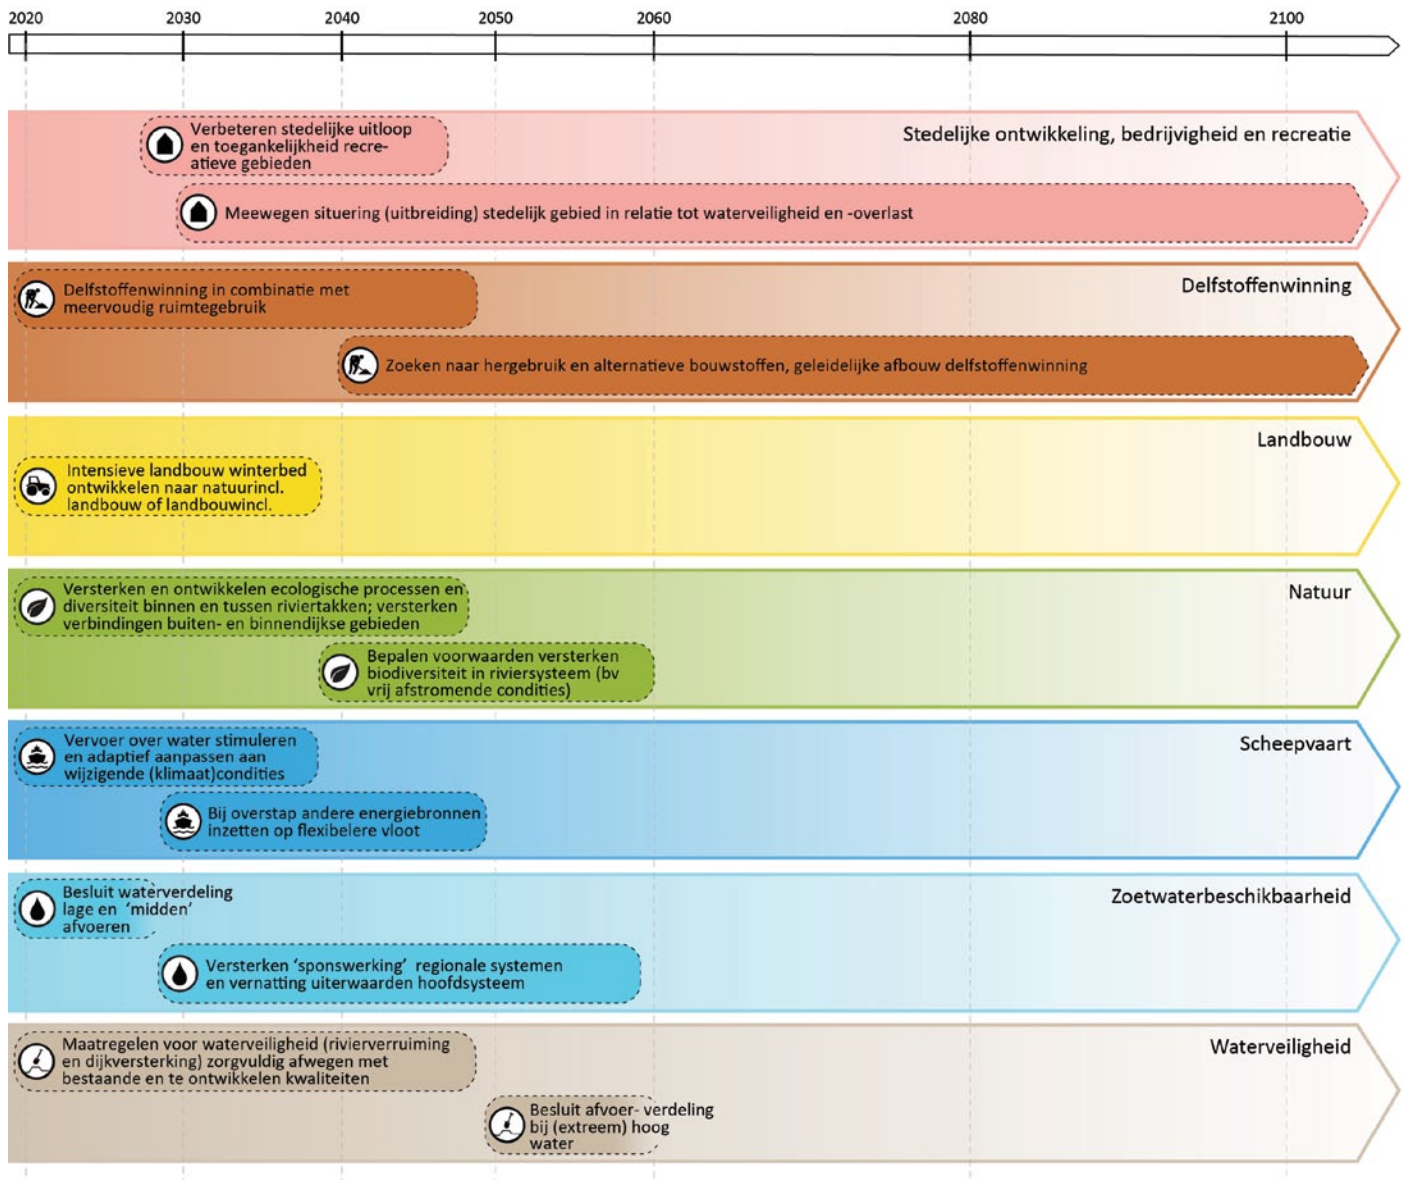 2020 2030 2040 2050 2060 2080 2100
Stedelijke ontwikkeling, bedrijvigheid en recreatie
Verbeteren stedelijke uitloop
en toegankelijkheid recre-
atieve gebieden
Meewegen situering (uitbreiding) stedelijk gebied in relatie tot waterveiligheid en -overlast
Delfstoffenwinning
Delfstoffenwinning in combinatie met
meervoudig ruimtegebruik
Zoeken naar hergebruik en alternatieve bouwstoffen, geleidelijke afbouw delfstoffenwinning
Landbouw
Intensieve landbouw winterbed
ontwikkelen naar natuurincl.
landbouw of landbouwincl.
Natuur
Versterken en ontwikkelen ecologische processen en
diversiteit binnen en tussen riviertakken; versterken
verbindingen buiten- en binnendijkse gebieden
Bepalen voorwaarden versterken
biodiversiteit in riviersysteem (bv
vrij afstromende condities)
Scheepvaart
Vervoer over water stimuleren
en adaptief aanpassen aan
wijzigende (klimaat)condities
Bij overstap andere energiebronnen
inzetten op flexibelere vloot
Zoetwaterbeschikbaarheid
Besluit waterverdeling
lage en ‘midden’
afvoeren
Versterken ‘sponswerking’ regionale systemen
en vernatting uiterwaarden hoofdsysteem
Waterveiligheid
Maatregelen voor waterveiligheid (rivierverruiming
en dijkversterking) zorgvuldig afwegen met
bestaande en te ontwikkelen kwaliteiten
Besluit afvoer- verdeling
bij (extreem) hoog
water